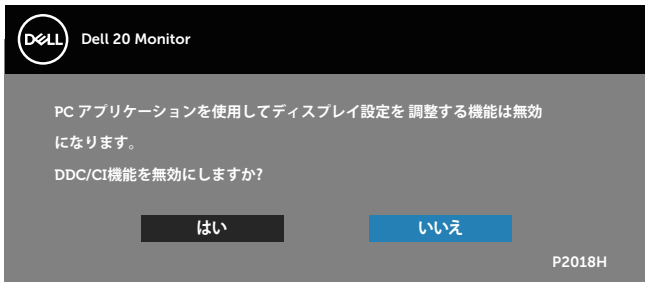 DELL
Dell 20 Monitor
PC アプリケーションを使用してディスプレイ設定を 調整する機能は無効
になります。
DDC/CI機能を無効にしますか?
はい
いいえ
P2018H